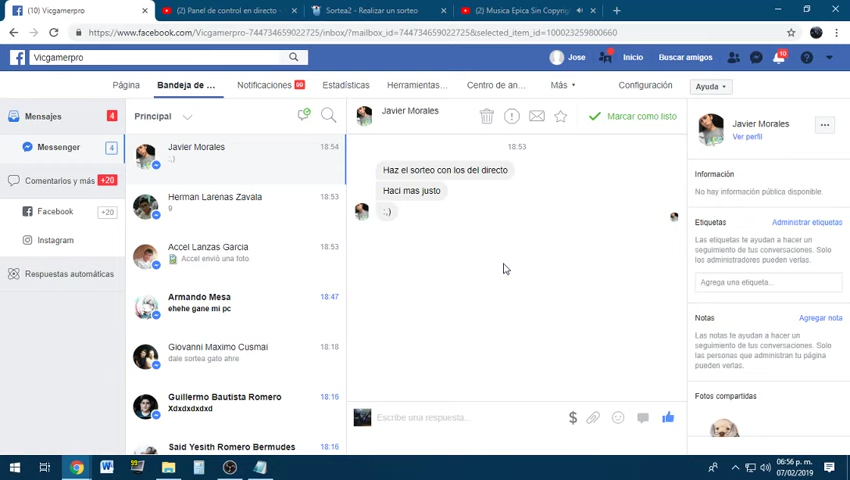 (10) Vicgamerpro
(2) Panel de control en directo -
Sortea2 - Realizar un sorteo
(2) Musica Epica Sin Copyrigh
https://www.facebook.com/Vicgamerpro-744734659022725/inbox/?mailbox_id=744734659022725&selected_item_id=100023259800660
Vicgamerpro
Jose
Inicio
Buscar amigos
10
Página
Bandeja de ...
Notificaciones
99
Estadísticas
Herramientas...
Centro de an...
Más
Configuración
Ayuda
Mensajes
4
Messenger
4
Comentarios y más
+20
Facebook
+20
Instagram
Respuestas automáticas
Principal
Javier Morales
18:54
:,)
Herman Larenas Zavala
18:53
9
Accel Lanzas Garcia
18:53
Accel envió una foto.
Armando Mesa
18:47
ehehe gane mi pc
Giovanni Maximo Cusmai
18:18
dale sortea gato ahre
Guillermo Bautista Romero
18:16
Xdxdxdxdxd
Said Yesith Romero Bermudes
18:16
Javier Morales
Marcar como listo
18:53
Haz el sorteo con los del directo
Haci mas justo
:,)
Escribe una respuesta...
$
Javier Morales
Ver perfil
Información
No hay información pública disponible.
Etiquetas
Administrar etiquetas
Las etiquetas te ayudan a hacer un
seguimiento de tus conversaciones. Solo
los administradores pueden verlas.
Agrega una etiqueta...
Notas
Agregar nota
Las notas te ayudan a hacer un
seguimiento de tus conversaciones. Solo
las personas que administran tu página
pueden verlas.
Fotos compartidas
06:56 p. m.
07/02/2019